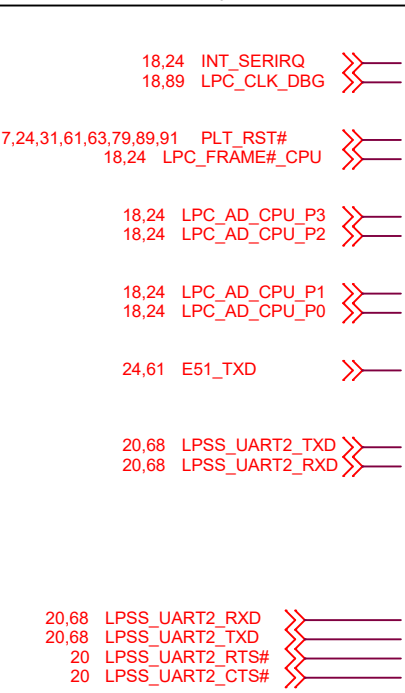 18,24 INT_SERIRQ
18,89 LPC_CLK_DBG
7,24,31,61,63,79,89,91 PLT_RST#
18,24 LPC_FRAME#_CPU
18,24 LPC_AD_CPU_P3
18,24 LPC_AD_CPU_P2
18,24 LPC_AD_CPU_P1
18,24 LPC_AD_CPU_P0
24,61 E51_TXD
20,68 LPSS_UART2_TXD
20,68 LPSS_UART2_RXD
20,68 LPSS_UART2_RXD
20,68 LPSS_UART2_TXD
20 LPSS_UART2_RTS#
20 LPSS_UART2_CTS#